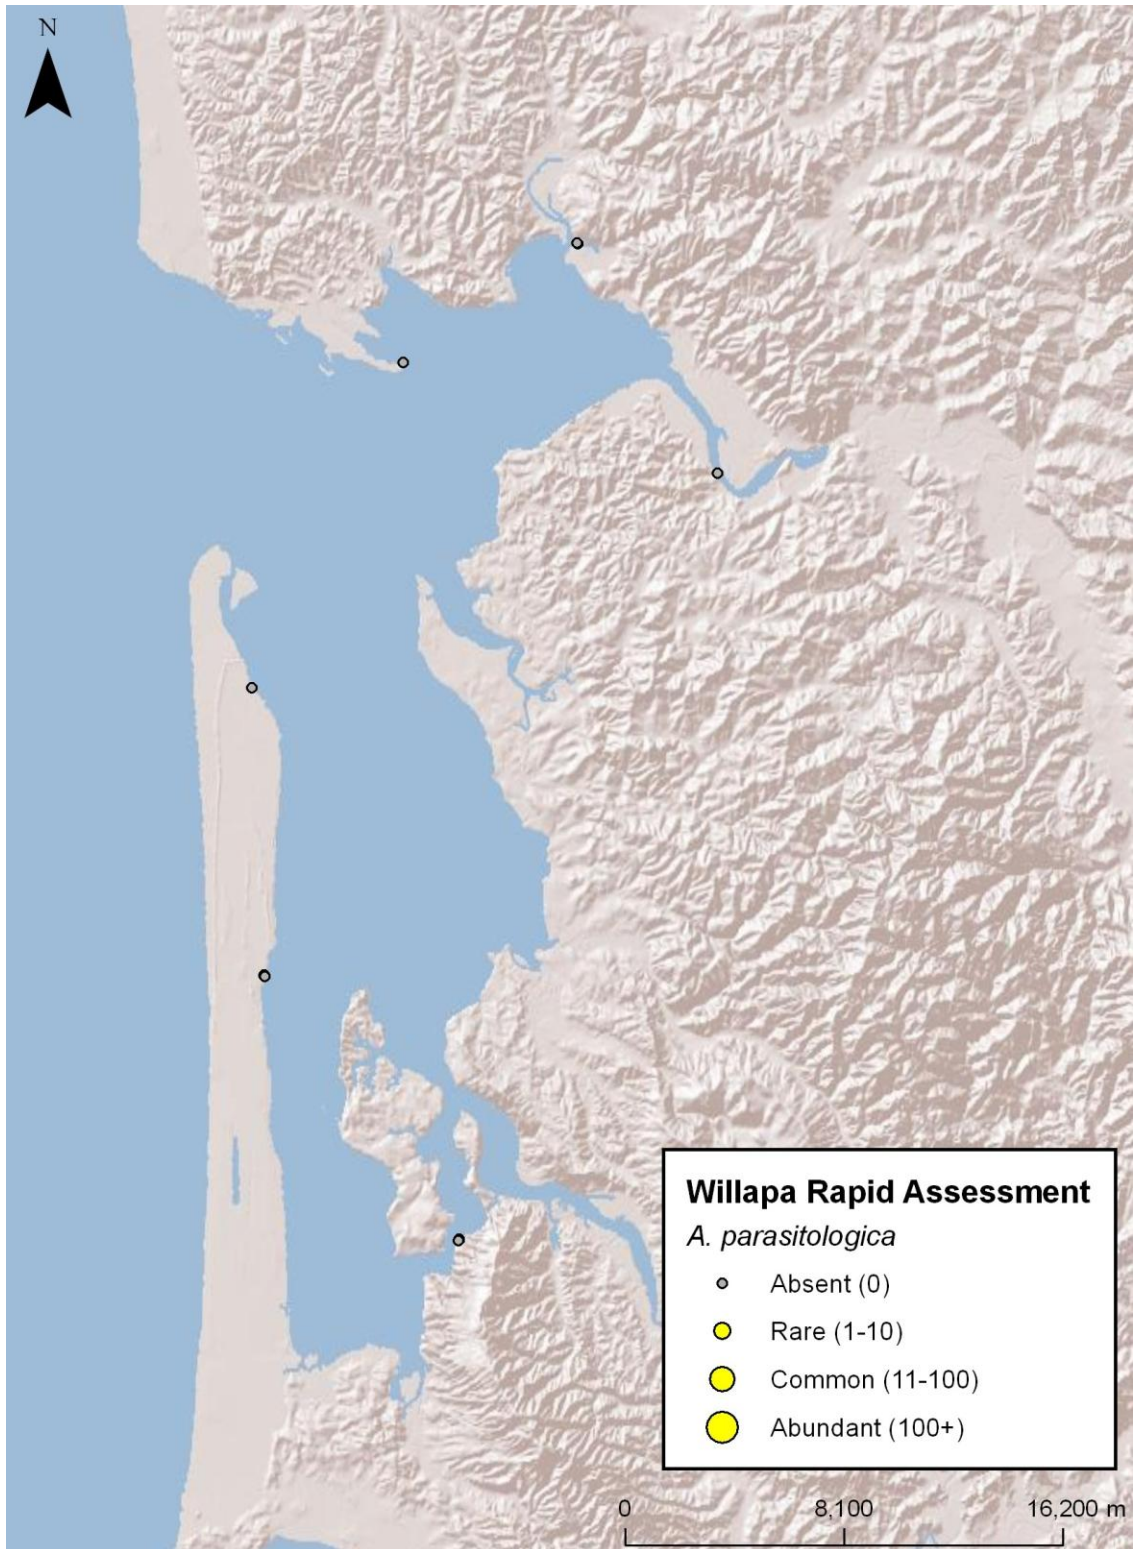 N
Willapa Rapid Assessment
A. parasitologica
Absent (0)
Rare (1-10)
Common (11-100)
Abundant (100+)
0 8,100 16,200 m